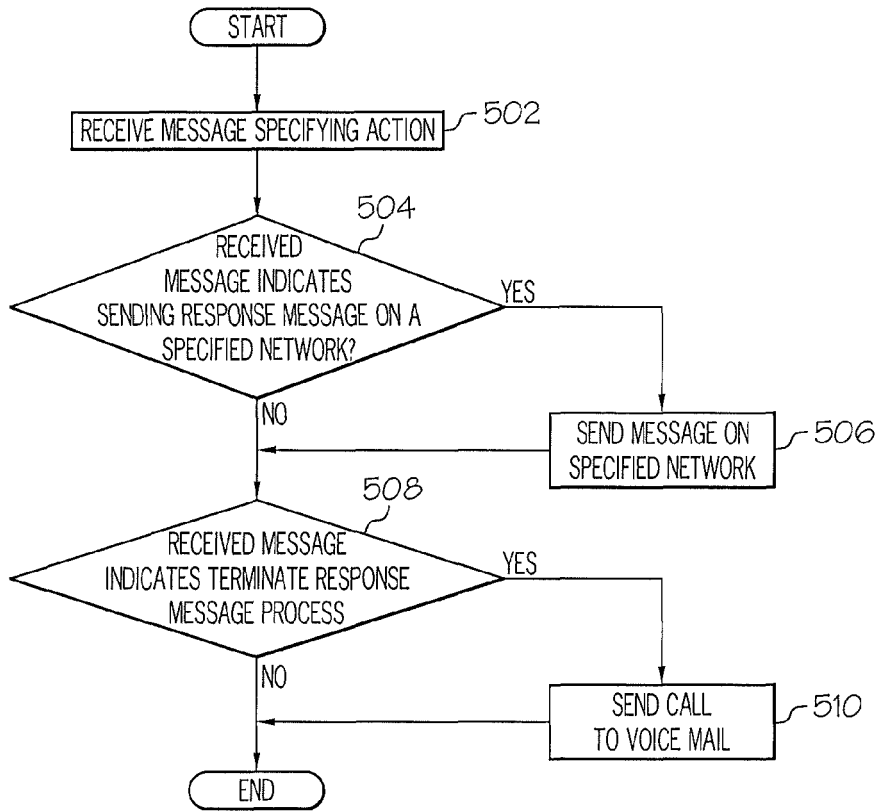 START
RECEIVE MESSAGE SPECIFYING ACTION
502
504
RECEIVED
MESSAGE INDICATES
SENDING RESPONSE MESSAGE ON A
SPECIFIED NETWORK?
YES
NO
SEND MESSAGE ON
SPECIFIED NETWORK
506
508
RECEIVED MESSAGE
INDICATES TERMINATE RESPONSE
MESSAGE PROCESS
YES
NO
SEND CALL
TO VOICE MAIL
510
END